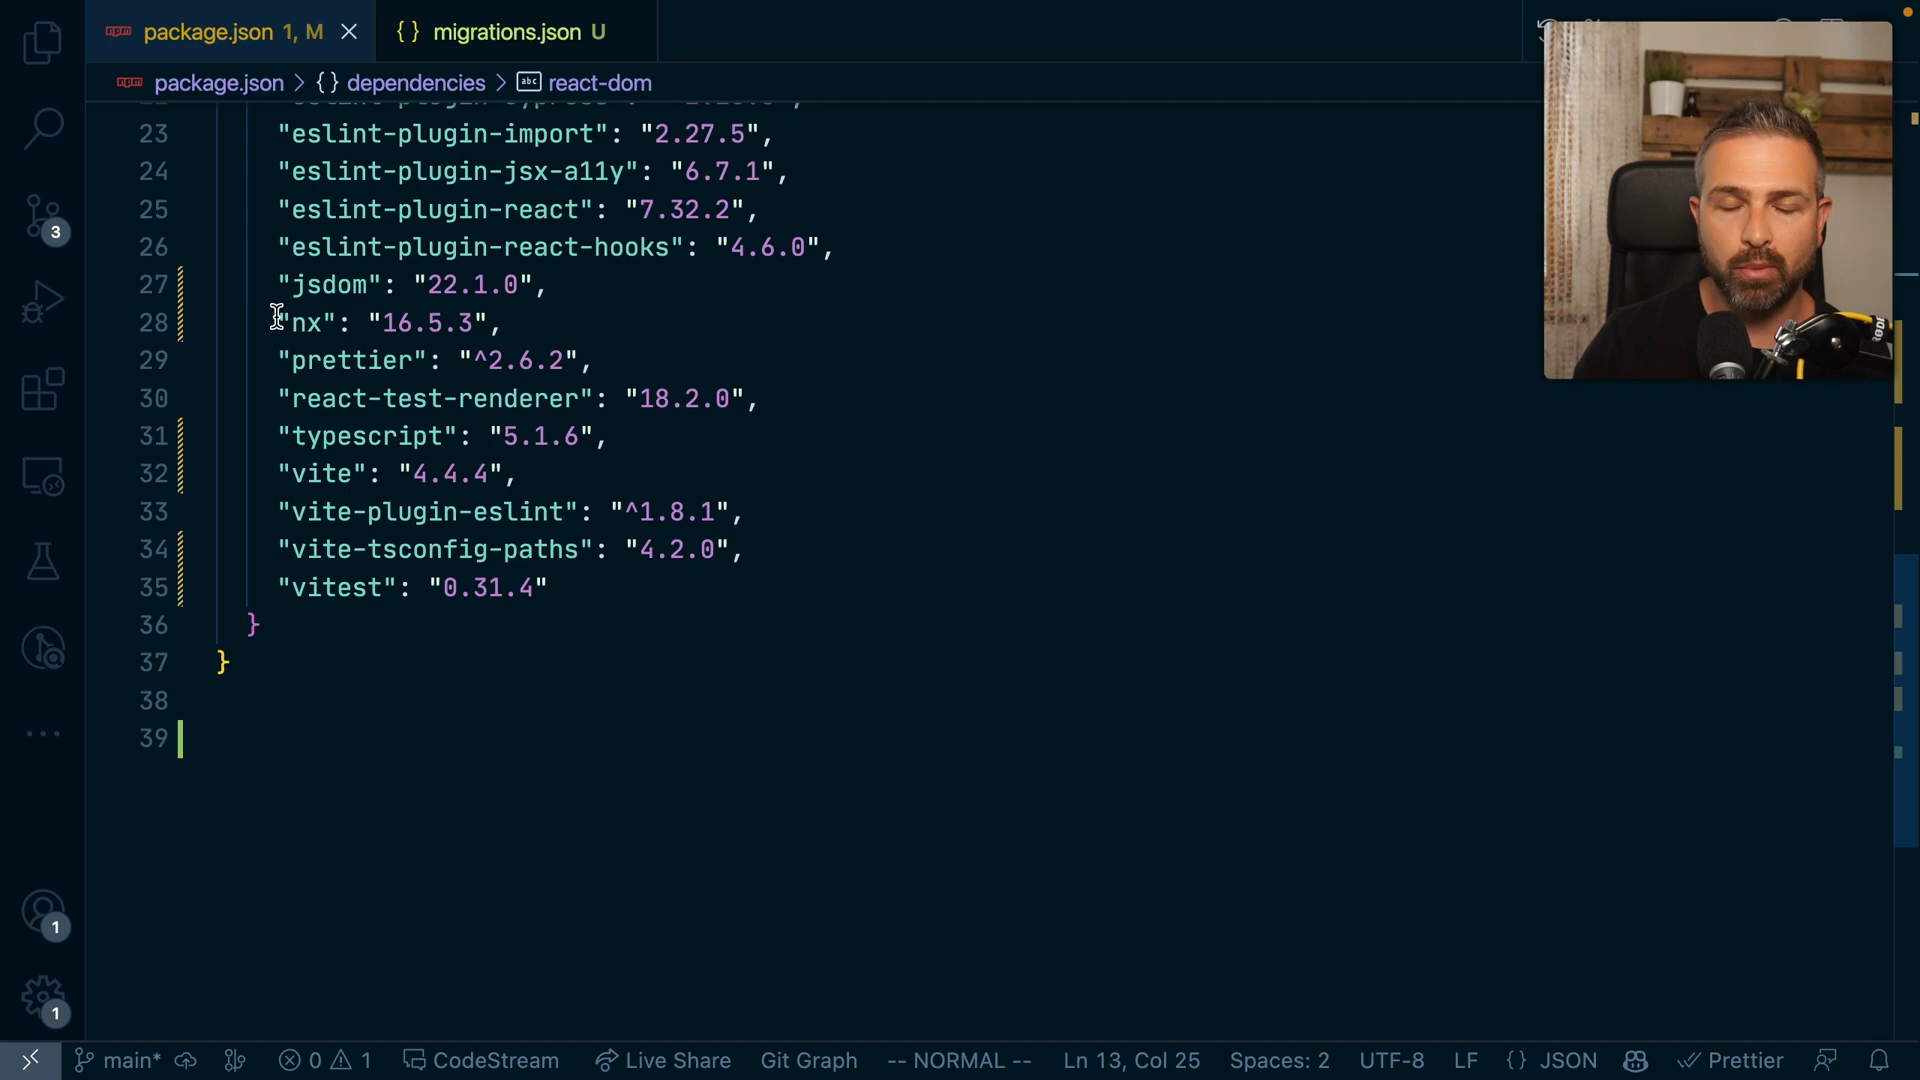 package.json 1, M
migrations.json U
package.json > {} dependencies > abc react-dom
23 "eslint-plugin-import": "2.27.5",
24 "eslint-plugin-jsx-a11y": "6.7.1",
25 "eslint-plugin-react": "7.32.2",
26 "eslint-plugin-react-hooks": "4.6.0",
27 "jsdom": "22.1.0",
28 "nx": "16.5.3",
29 "prettier": "^2.6.2",
30 "react-test-renderer": "18.2.0",
31 "typescript": "5.1.6",
32 "vite": "4.4.4",
33 "vite-plugin-eslint": "^1.8.1",
34 "vite-tsconfig-paths": "4.2.0",
35 "vitest": "0.31.4"
36 }
37 }
38
39
3
1
1
RØDE
main* 0 1 CodeStream Live Share Git Graph -- NORMAL -- Ln 13, Col 25 Spaces: 2 UTF-8 LF {} JSON Prettier